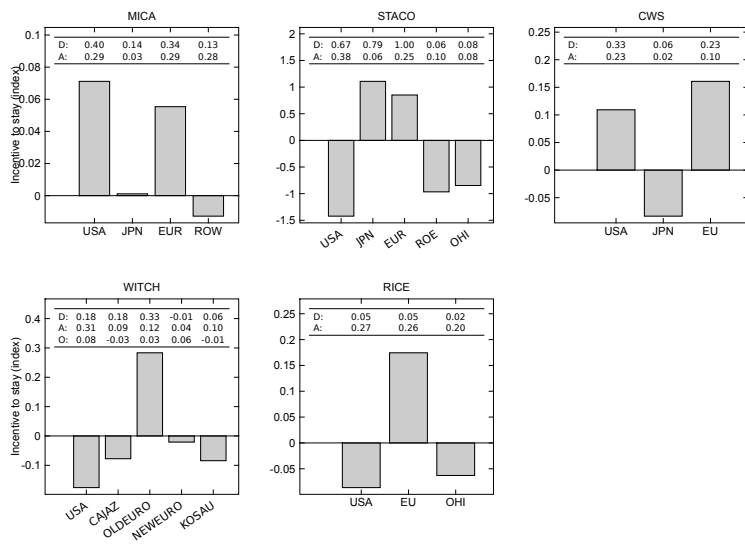 MICA
Incentive to stay (index)
0.1
0.08
0.06
0.04
0.02
0
D: 0.40 0.14 0.34 0.13
A: 0.29 0.03 0.29 0.28
USA JPN EUR ROW
STACO
2
1.5
1
0.5
0
-0.5
-1
-1.5
D: 0.67 0.79 1.00 0.06 0.08
A: 0.38 0.06 0.25 0.10 0.08
USA JPN EUR ROE OHI
CWS
0.25
0.2
0.15
0.1
0.05
0
-0.05
D: 0.33 0.06 0.23
A: 0.23 0.02 0.10
USA JPN EU
WITCH
Incentive to stay (index)
0.4
0.3
0.2
0.1
0
-0.1
D: 0.18 0.18 0.33 -0.01 0.06
A: 0.31 0.09 0.12 0.04 0.10
O: 0.08 -0.03 0.03 0.06 -0.01
USA CAJAZ OLDEURO NEWEURO KOSAU
RICE
0.25
0.2
0.15
0.1
0.05
0
-0.05
D: 0.05 0.05 0.02
A: 0.27 0.26 0.20
USA EU OHI